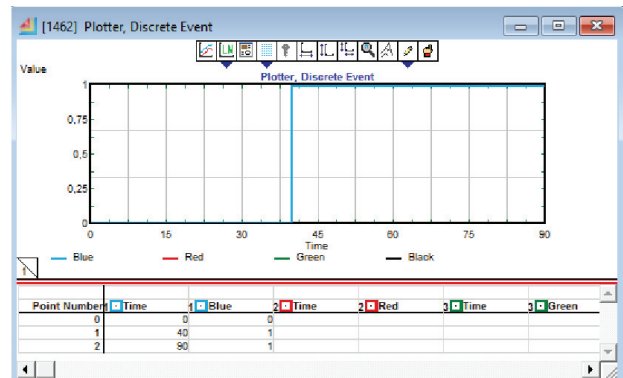 [1462] Plotter, Discrete Event
Value
Plotter, Discrete Event
1
0,75
0,5
0,25
0
0 15 30 45 60 75 90
Time
Blue Red Green Black
1
Point Number 1 Time 1 Blue 2 Time 2 Red 3 Time 3 Green
0 0 0
1 40 1
2 90 1